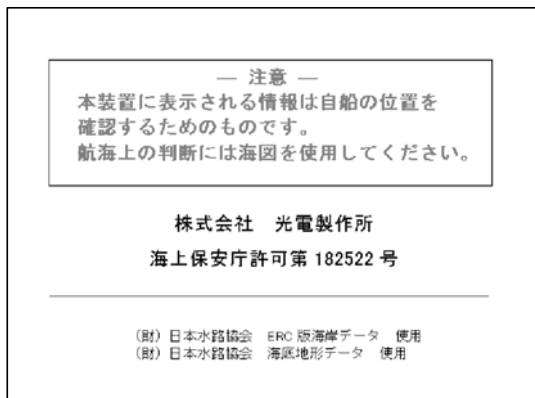 ― 注意 ―
本装置に表示される情報は自船の位置を
確認するためのものです。
航海上の判断には海図を使用してください。
株式会社　光電製作所
海上保安庁許可第 182522 号
（財）日本水路協会　ERC 版海岸データ　使用
（財）日本水路協会　海底地形データ　使用